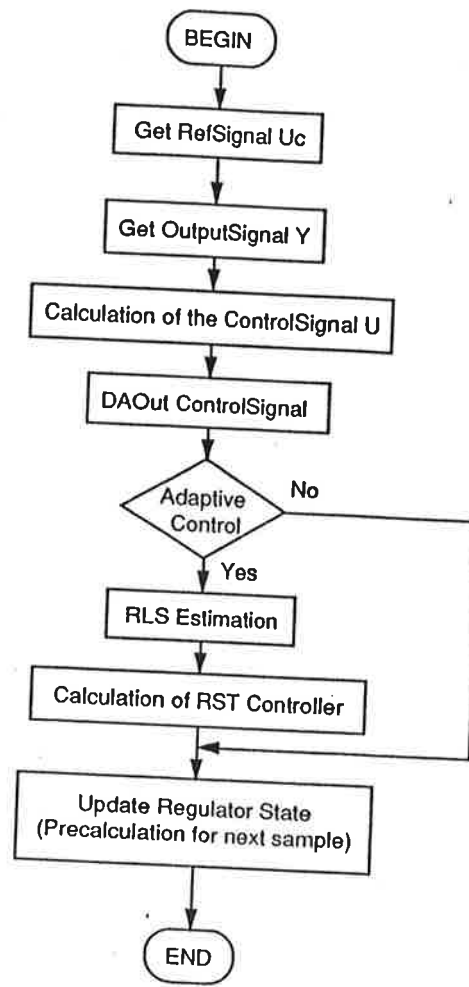 BEGIN
Get RefSignal Uc
Get OutputSignal Y
Calculation of the ControlSignal U
DAOut ControlSignal
Adaptive
Control
No
Yes
RLS Estimation
Calculation of RST Controller
Update Regulator State
(Precalculation for next sample)
END